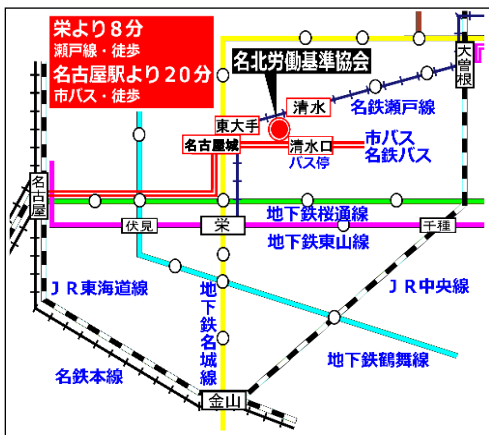 栄より8分
瀬戸線・徒歩
名古屋駅より20分
市バス・徒歩
名北労働基準協会
大曽根
清水
名鉄瀬戸線
東大手
名古屋城
清水口
バス停
市バス
名鉄バス
名古屋
地下鉄桜通線
伏見
栄
千種
地下鉄東山線
JR東海道線
地下鉄名城線
JR中央線
地下鉄鶴舞線
名鉄本線
金山